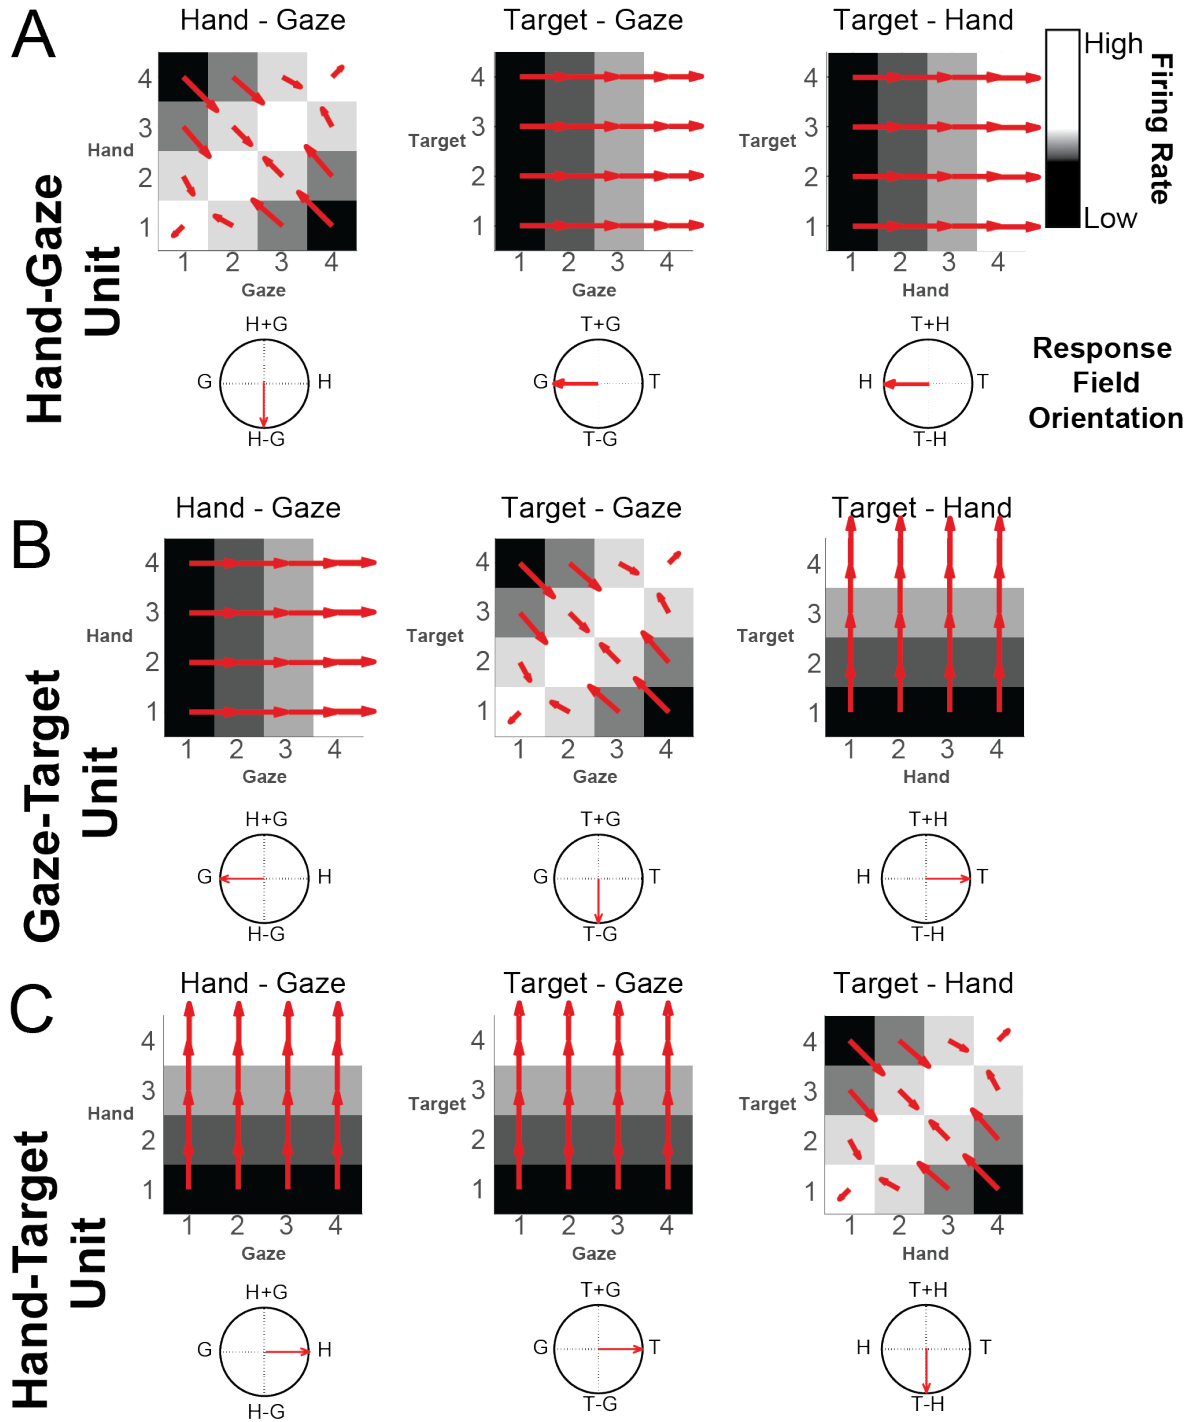 A
Hand - Gaze
Target - Gaze
Target - Hand
High
Low
Firing Rate
Hand-Gaze
Unit
4
3
2
1
Hand
1 2 3 4
Gaze
4
3
2
1
Target
1 2 3 4
Gaze
4
3
2
1
Target
1 2 3 4
Hand
H+G
G H
H-G
T+G
G T
T-G
T+H
H T
T-H
Response
Field
Orientation
B
Hand - Gaze
Target - Gaze
Target - Hand
Gaze-Target
Unit
4
3
2
1
Hand
1 2 3 4
Gaze
4
3
2
1
Target
1 2 3 4
Gaze
4
3
2
1
Target
1 2 3 4
Hand
H+G
G H
H-G
T+G
G T
T-G
T+H
H T
T-H
C
Hand - Gaze
Target - Gaze
Target - Hand
Hand-Target
Unit
4
3
2
1
Hand
1 2 3 4
Gaze
4
3
2
1
Target
1 2 3 4
Gaze
4
3
2
1
Target
1 2 3 4
Hand
H+G
G H
H-G
T+G
G T
T-G
T+H
H T
T-H